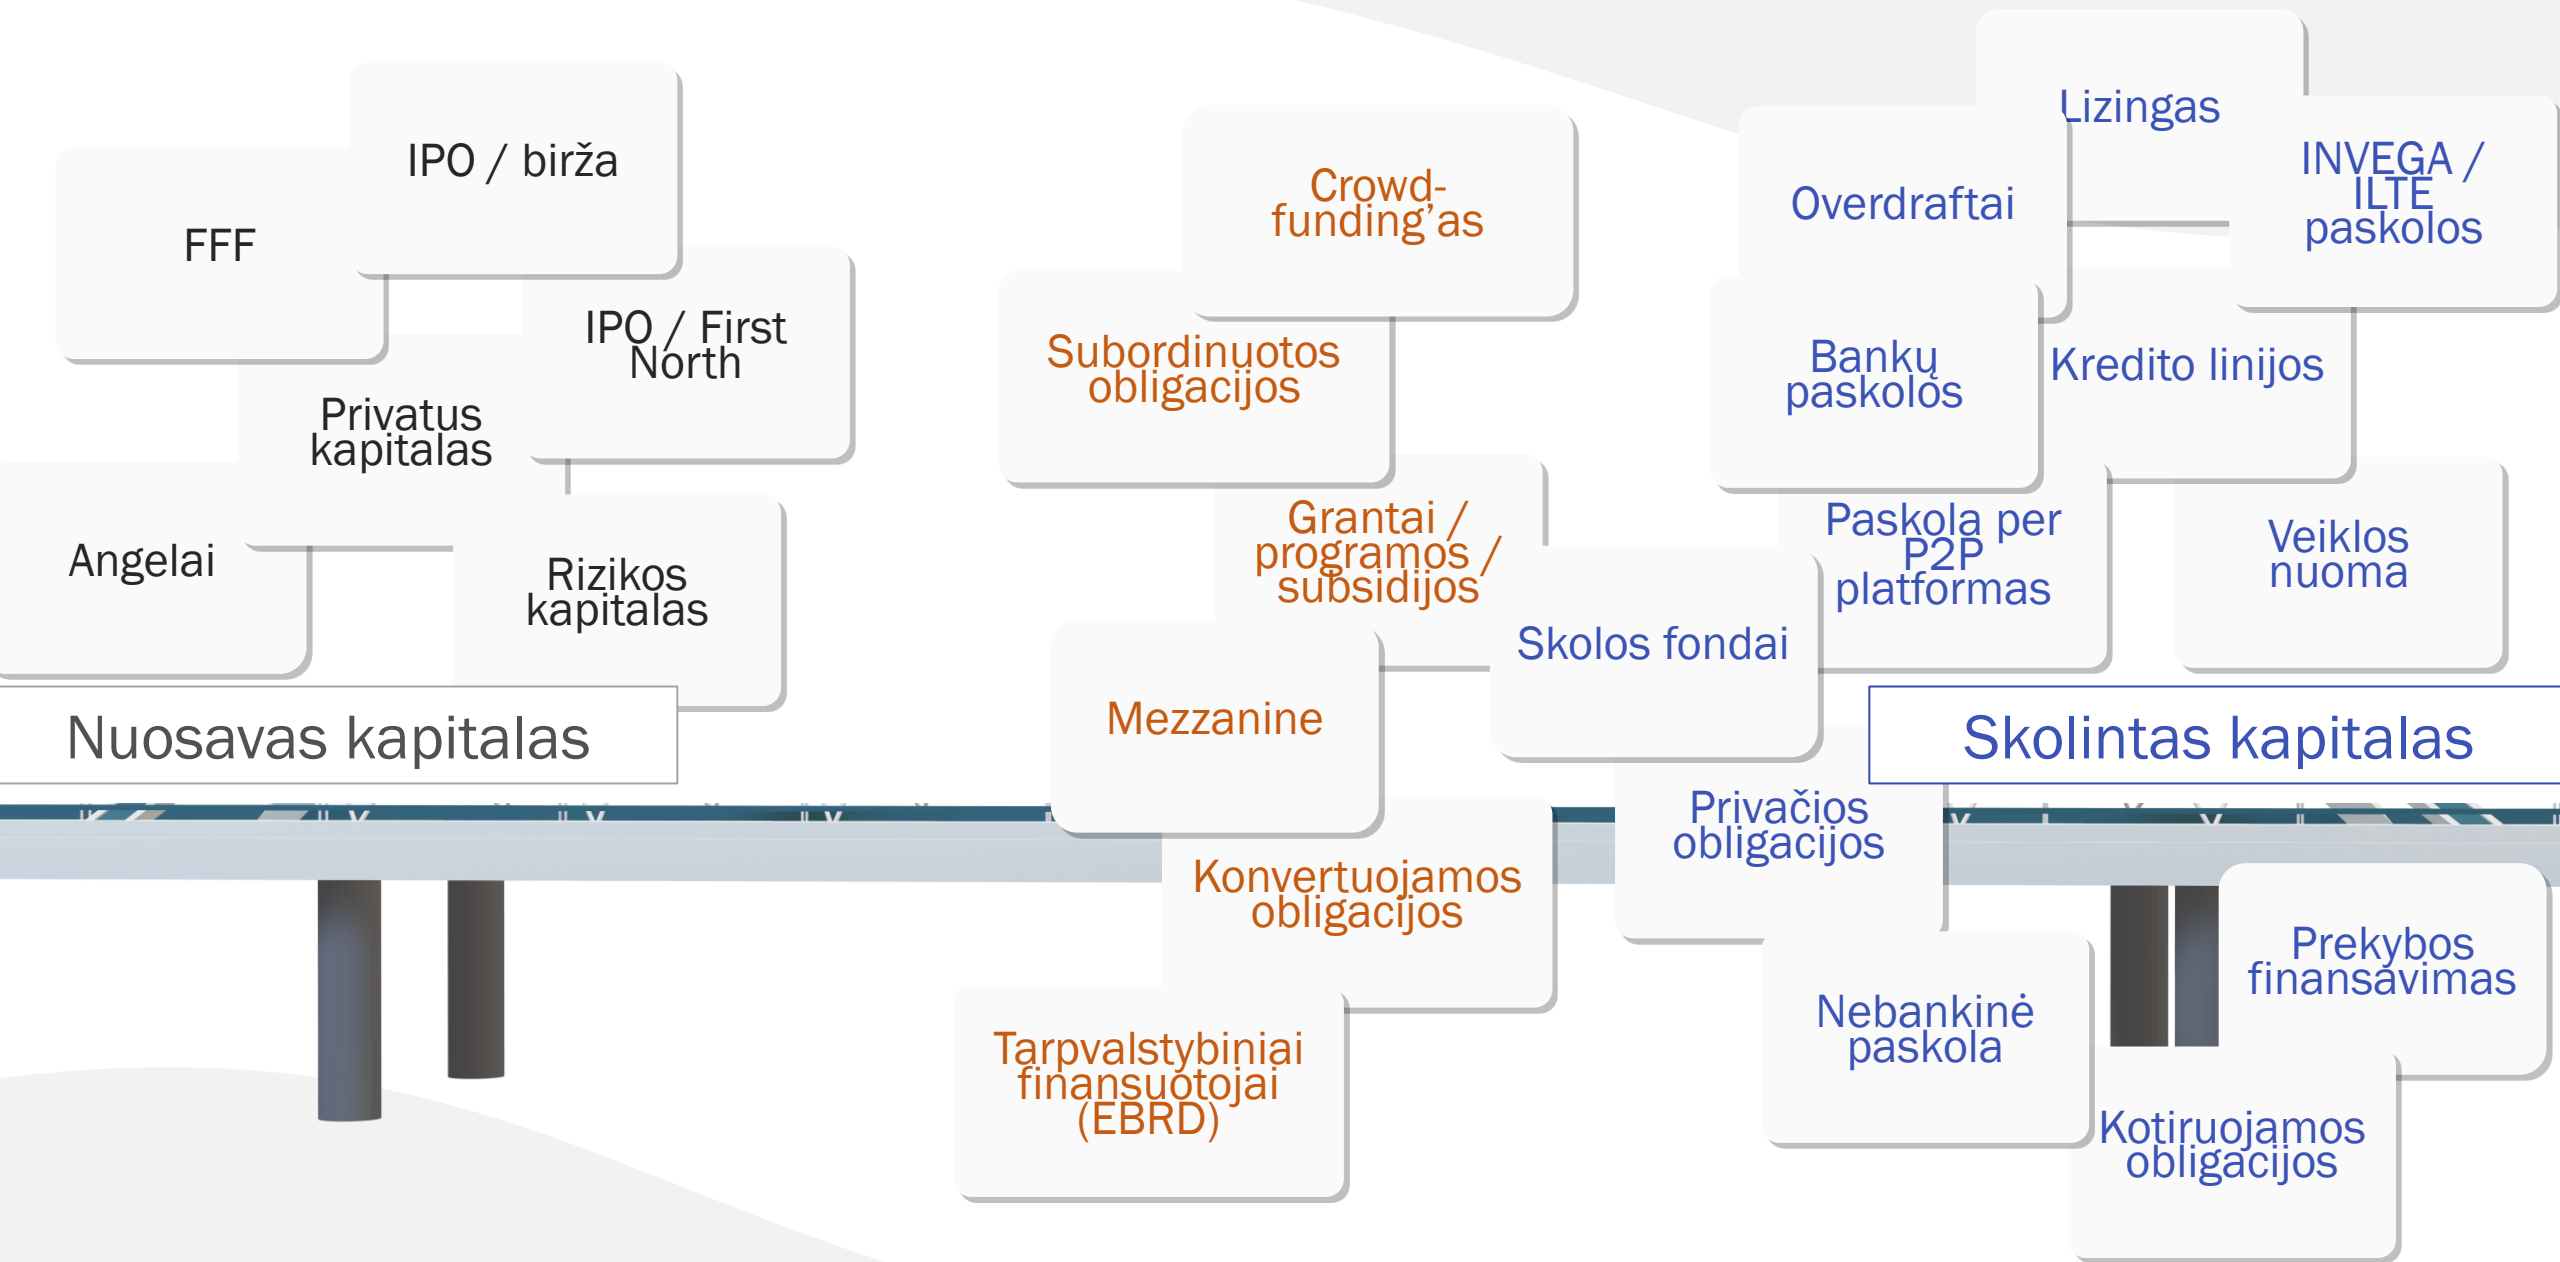 IPO / birža
FFF
IPO / First
North
Privatus
kapitalas
Angelai
Rizikos
kapitalas
Nuosavas kapitalas
Crowd-
funding’as
Subordinuotos
obligacijos
Grantai /
programos /
subsidijos
Mezzanine
Konvertuojamos
obligacijos
Tarpvalstybiniai
finansuotojai
(EBRD)
Lizingas
INVEGA /
ILTE
paskolos
Overdraftai
Bankų
paskolos
Kredito linijos
Paskola per
P2P
platformas
Veiklos
nuoma
Skolos fondai
Skolintas kapitalas
Privačios
obligacijos
Prekybos
finansavimas
Nebankinė
paskola
Kotiruojamos
obligacijos